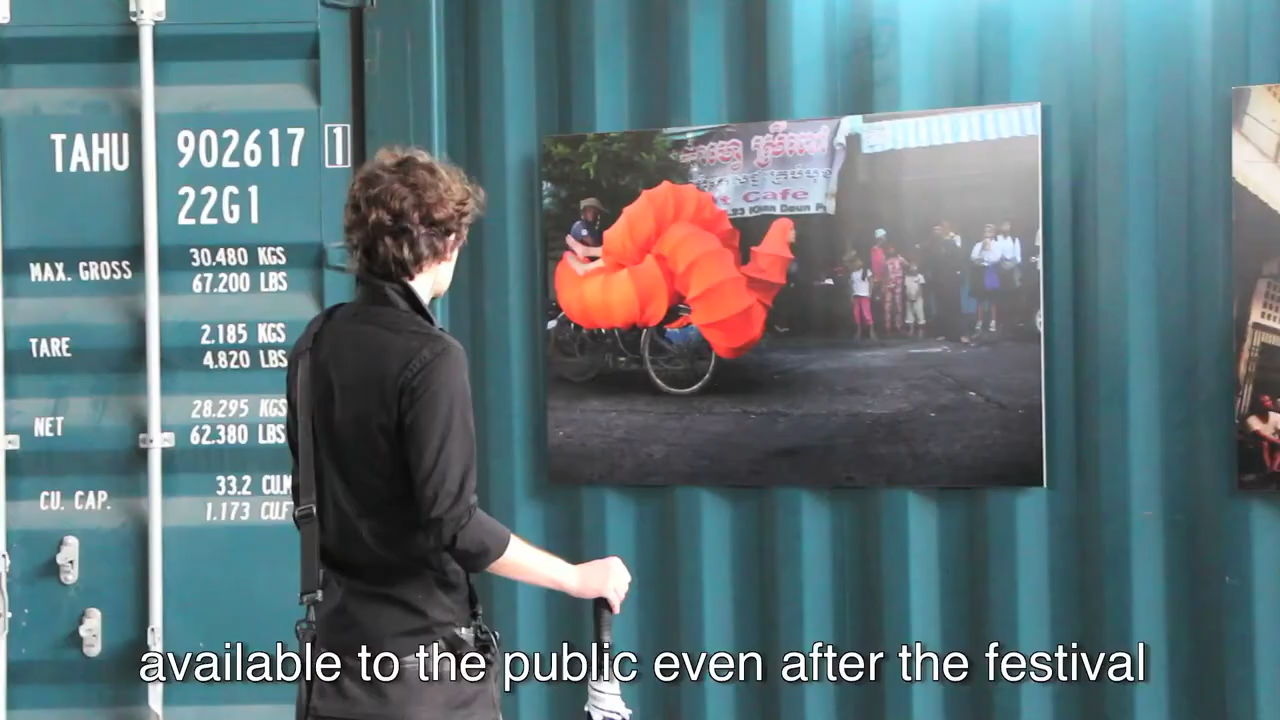 TAHU 902617 1
22G1
MAX. GROSS 30.480 KGS
67.200 LBS
TARE 2.185 KGS
4.820 LBS
NET 28.295 KGS
62.380 LBS
CU. CAP. 33.2 CU.M
1.173 CU.F
Cafe
available to the public even after the festival